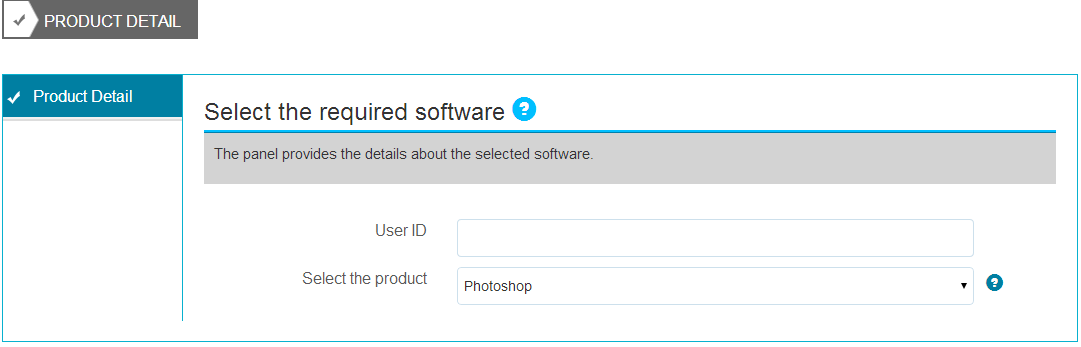 PRODUCT DETAIL
Product Detail
Select the required software ?
The panel provides the details about the selected software.
User ID
Select the product
Photoshop
?